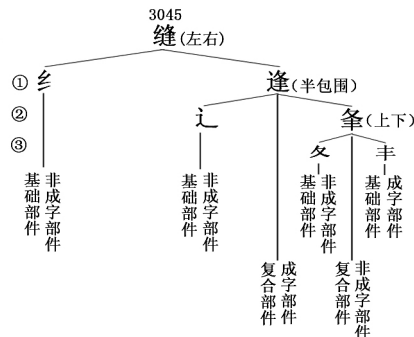 3045
缝(左右)
① 纟 逢(半包围)
② 辶 夆(上下)
③ 夂 丰
基础部件 非成字部件
基础部件 非成字部件
基础部件 非成字部件
基础部件 成字部件
复合部件 成字部件
复合部件 非成字部件